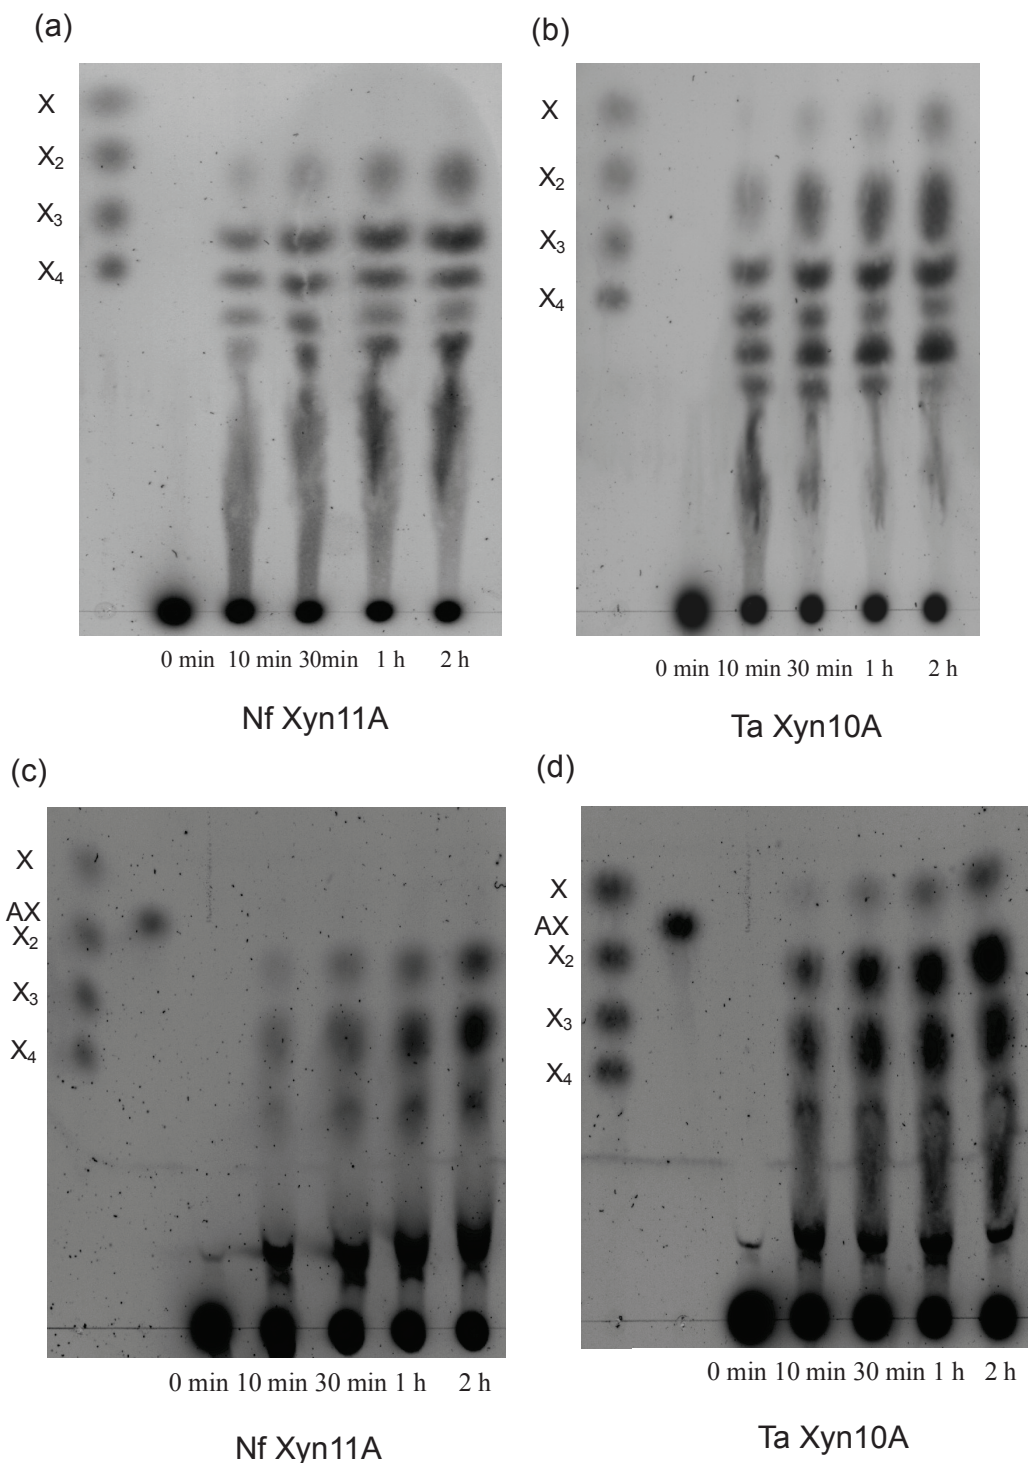 (a)
X
X2
X3
X4
0 min 10 min 30min 1 h 2 h
Nf Xyn11A
(b)
X
X2
X3
X4
0 min 10 min 30 min 1 h 2 h
Ta Xyn10A
(c)
X
AX
X2
X3
X4
0 min 10 min 30 min 1 h 2 h
Nf Xyn11A
(d)
X
AX
X2
X3
X4
0 min 10 min 30 min 1 h 2 h
Ta Xyn10A